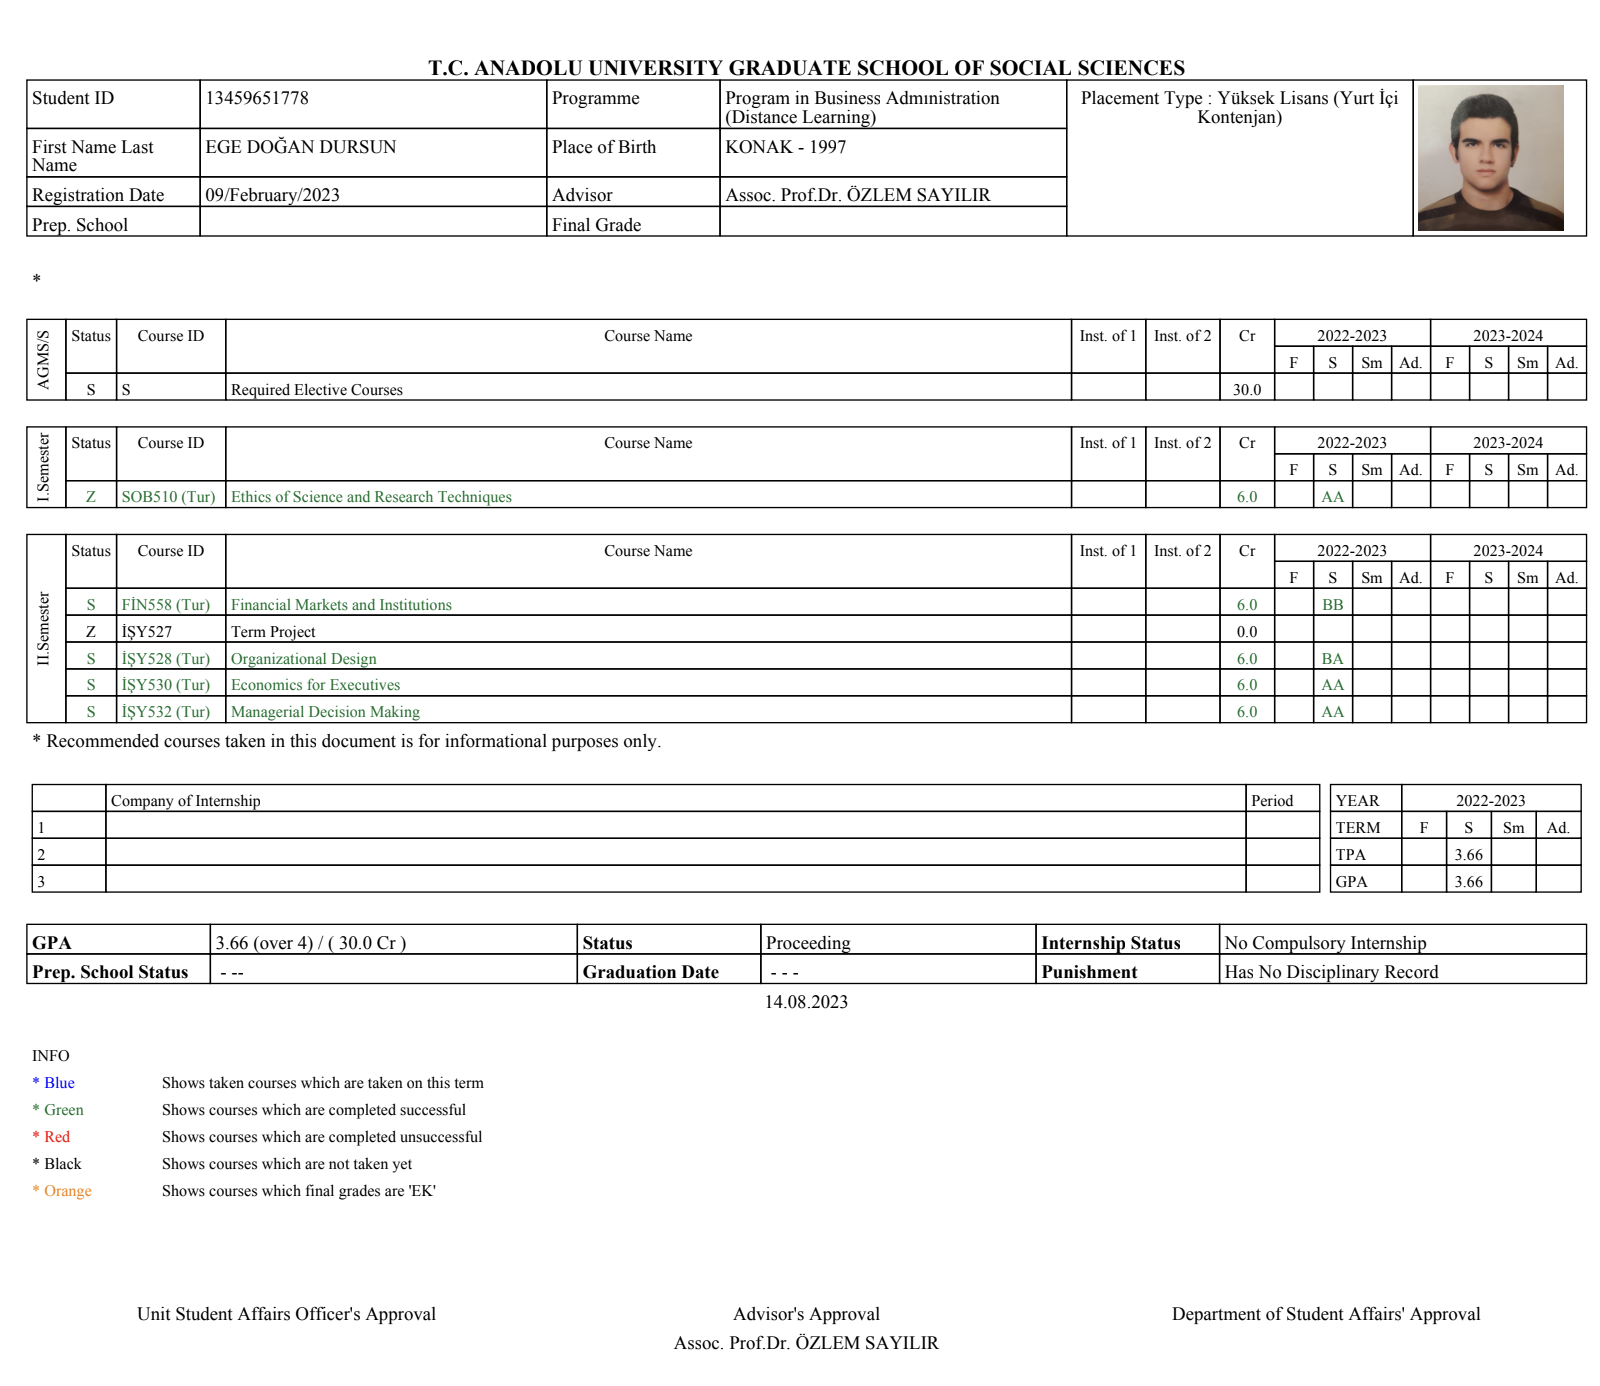 T.C. ANADOLU UNIVERSITY GRADUATE SCHOOL OF SOCIAL SCIENCES
Student ID 13459651778 Programme Program in Business Admınıstration (Distance Learning) Placement Type : Yüksek Lisans (Yurt İçi Kontenjan)
First Name Last Name EGE DOĞAN DURSUN Place of Birth KONAK - 1997
Registration Date 09/February/2023 Advisor Assoc. Prof.Dr. ÖZLEM SAYILIR
Prep. School Final Grade
*
AGMS/S Status Course ID Course Name Inst. of 1 Inst. of 2 Cr 2022-2023 2023-2024
F S Sm Ad. F S Sm Ad.
S S Required Elective Courses 30.0
I.Semester Status Course ID Course Name Inst. of 1 Inst. of 2 Cr 2022-2023 2023-2024
F S Sm Ad. F S Sm Ad.
Z SOB510 (Tur) Ethics of Science and Research Techniques 6.0 AA
II.Semester Status Course ID Course Name Inst. of 1 Inst. of 2 Cr 2022-2023 2023-2024
F S Sm Ad. F S Sm Ad.
S FİN558 (Tur) Financial Markets and Institutions 6.0 BB
Z İŞY527 Term Project 0.0
S İŞY528 (Tur) Organizational Design 6.0 BA
S İŞY530 (Tur) Economics for Executives 6.0 AA
S İŞY532 (Tur) Managerial Decision Making 6.0 AA
* Recommended courses taken in this document is for informational purposes only.
Company of Internship Period YEAR 2022-2023
1 TERM F S Sm Ad.
2 TPA 3.66
3 GPA 3.66
GPA 3.66 (over 4) / ( 30.0 Cr ) Status Proceeding Internship Status No Compulsory Internship
Prep. School Status - -- Graduation Date - - - Punishment Has No Disciplinary Record
14.08.2023
INFO
* Blue Shows taken courses which are taken on this term
* Green Shows courses which are completed successful
* Red Shows courses which are completed unsuccessful
* Black Shows courses which are not taken yet
* Orange Shows courses which final grades are 'EK'
Unit Student Affairs Officer's Approval Advisor's Approval Department of Student Affairs' Approval
Assoc. Prof.Dr. ÖZLEM SAYILIR